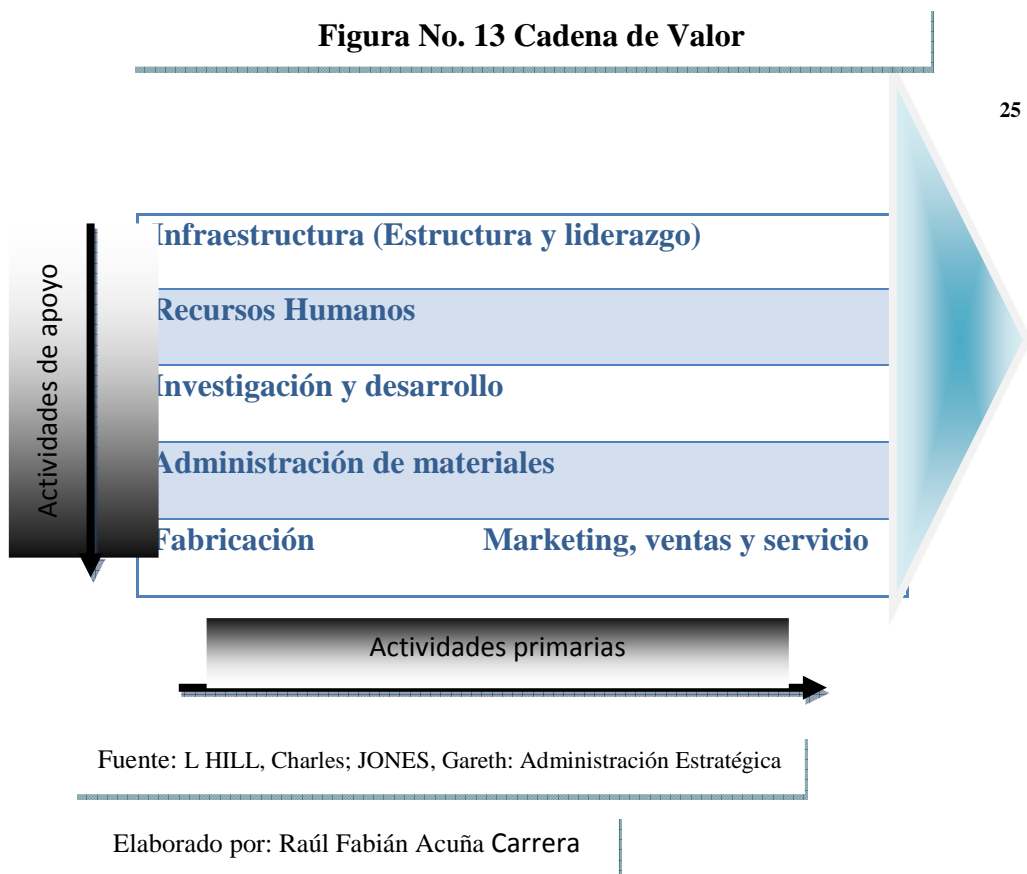 Figura No. 13 Cadena de Valor
25
Infraestructura (Estructura y liderazgo)
Recursos Humanos
Investigación y desarrollo
Administración de materiales
Fabricación Marketing, ventas y servicio
Actividades de apoyo
Actividades primarias
Fuente: L HILL, Charles; JONES, Gareth: Administración Estratégica
Elaborado por: Raúl Fabián Acuña Carrera